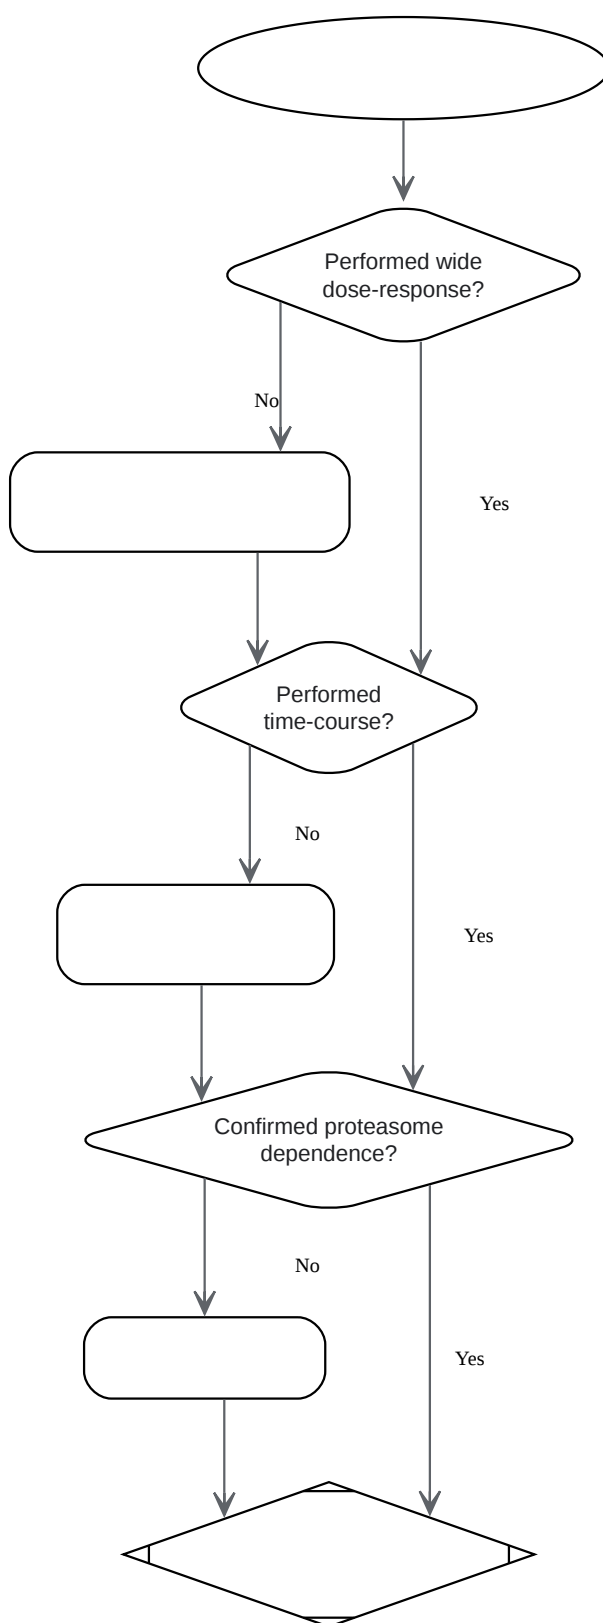 Performed wide
dose-response?
No
Yes
Performed
time-course?
No
Yes
Confirmed proteasome
dependence?
No
Yes